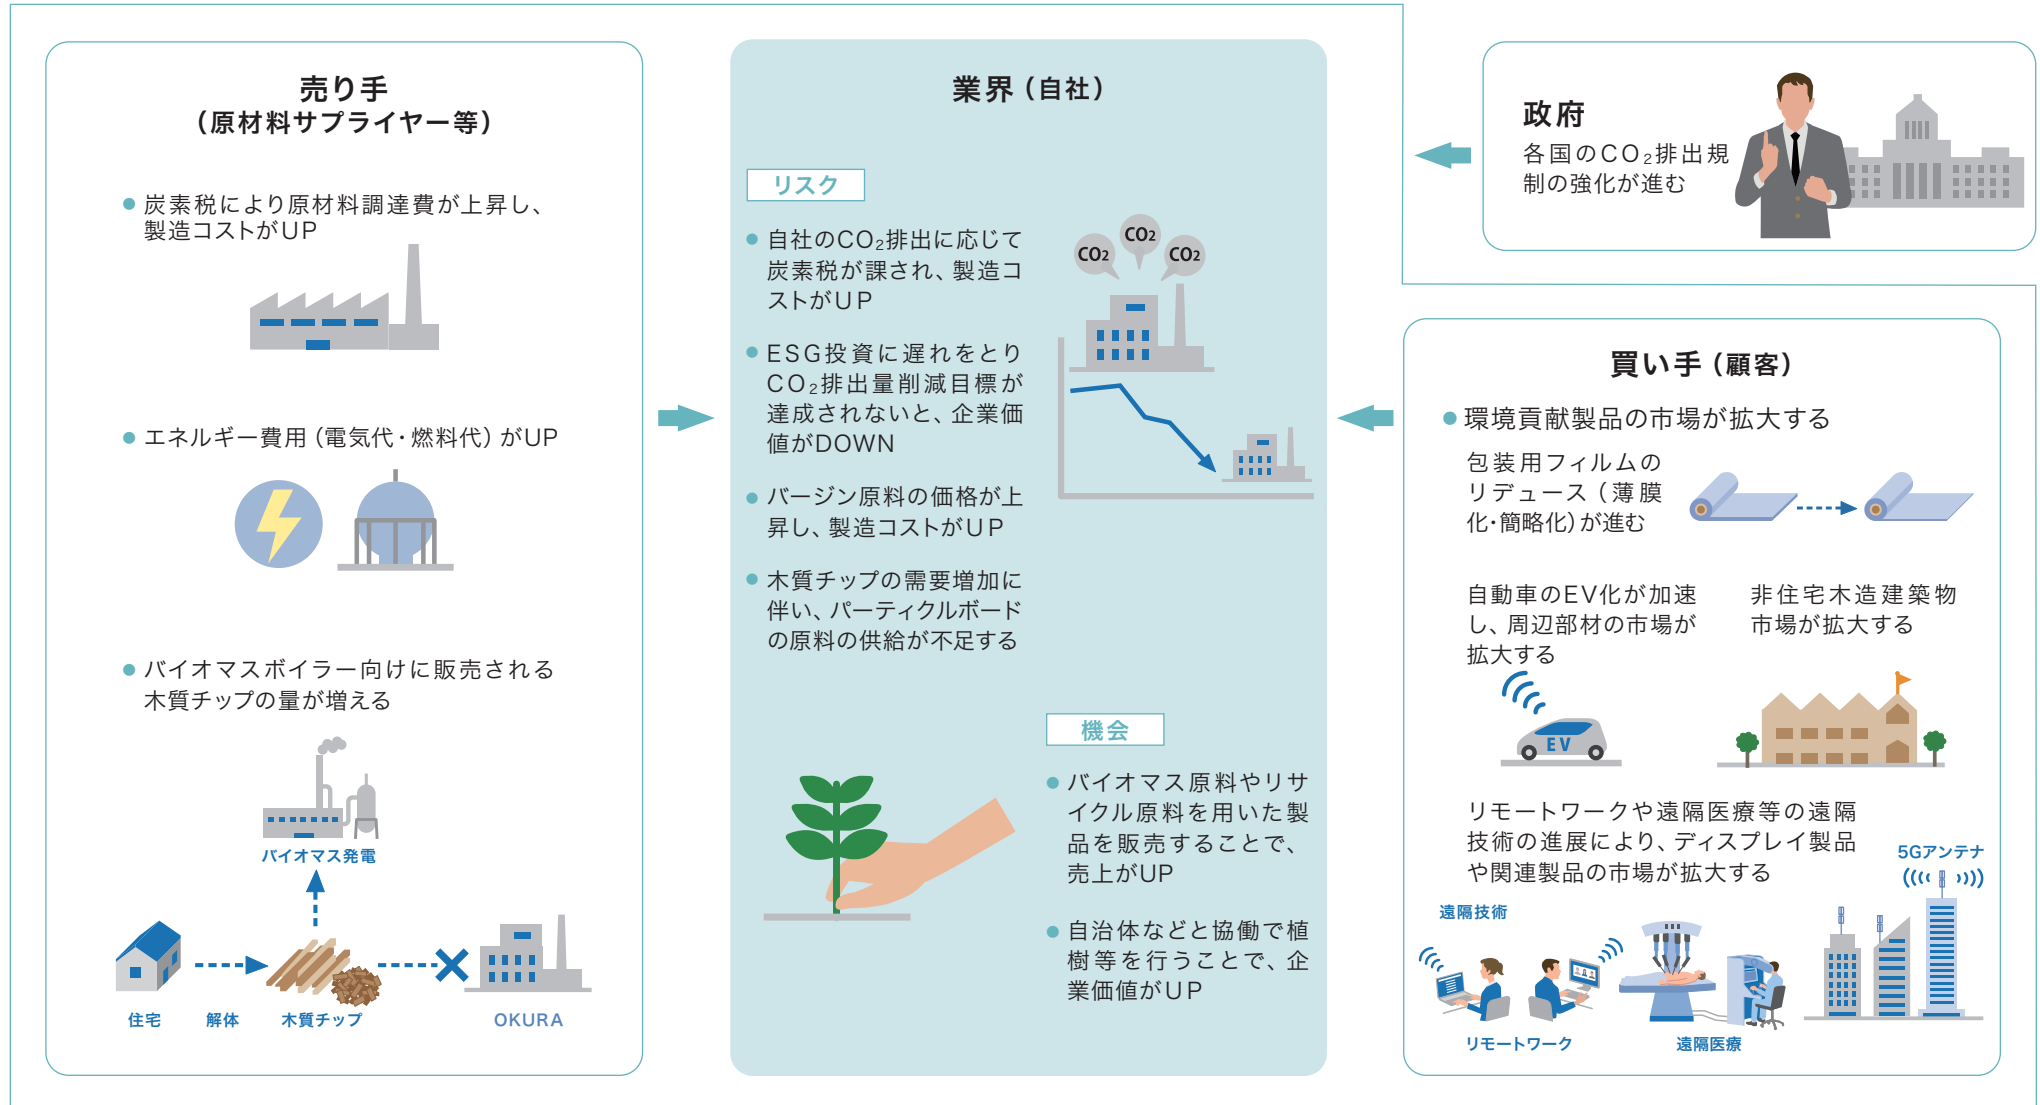 売り手
（原材料サプライヤー等）
● 炭素税により原材料調達費が上昇し、
製造コストがUP
● エネルギー費用（電気代・燃料代）がUP
● バイオマスボイラー向けに販売される
木質チップの量が増える
バイオマス発電
住宅
解体
木質チップ
OKURA
業界（自社）
リスク
● 自社のCO₂排出に応じて
炭素税が課され、製造コ
ストがUP
● ESG投資に遅れをとり
CO₂排出量削減目標が
達成されないと、企業価
値がDOWN
● バージン原料の価格が上
昇し、製造コストがUP
● 木質チップの需要増加に
伴い、パーティクルボード
の原料の供給が不足する
CO2
CO2
CO2
機会
● バイオマス原料やリサ
イクル原料を用いた製
品を販売することで、
売上がUP
● 自治体などと協働で植
樹等を行うことで、企
業価値がUP
政府
各国のCO₂排出規
制の強化が進む
買い手（顧客）
● 環境貢献製品の市場が拡大する
包装用フィルムの
リデュース（薄膜
化・簡略化）が進む
自動車のEV化が加速
し、周辺部材の市場が
拡大する
EV
非住宅木造建築物
市場が拡大する
リモートワークや遠隔医療等の遠隔
技術の進展により、ディスプレイ製品
や関連製品の市場が拡大する
5Gアンテナ
遠隔技術
リモートワーク
遠隔医療